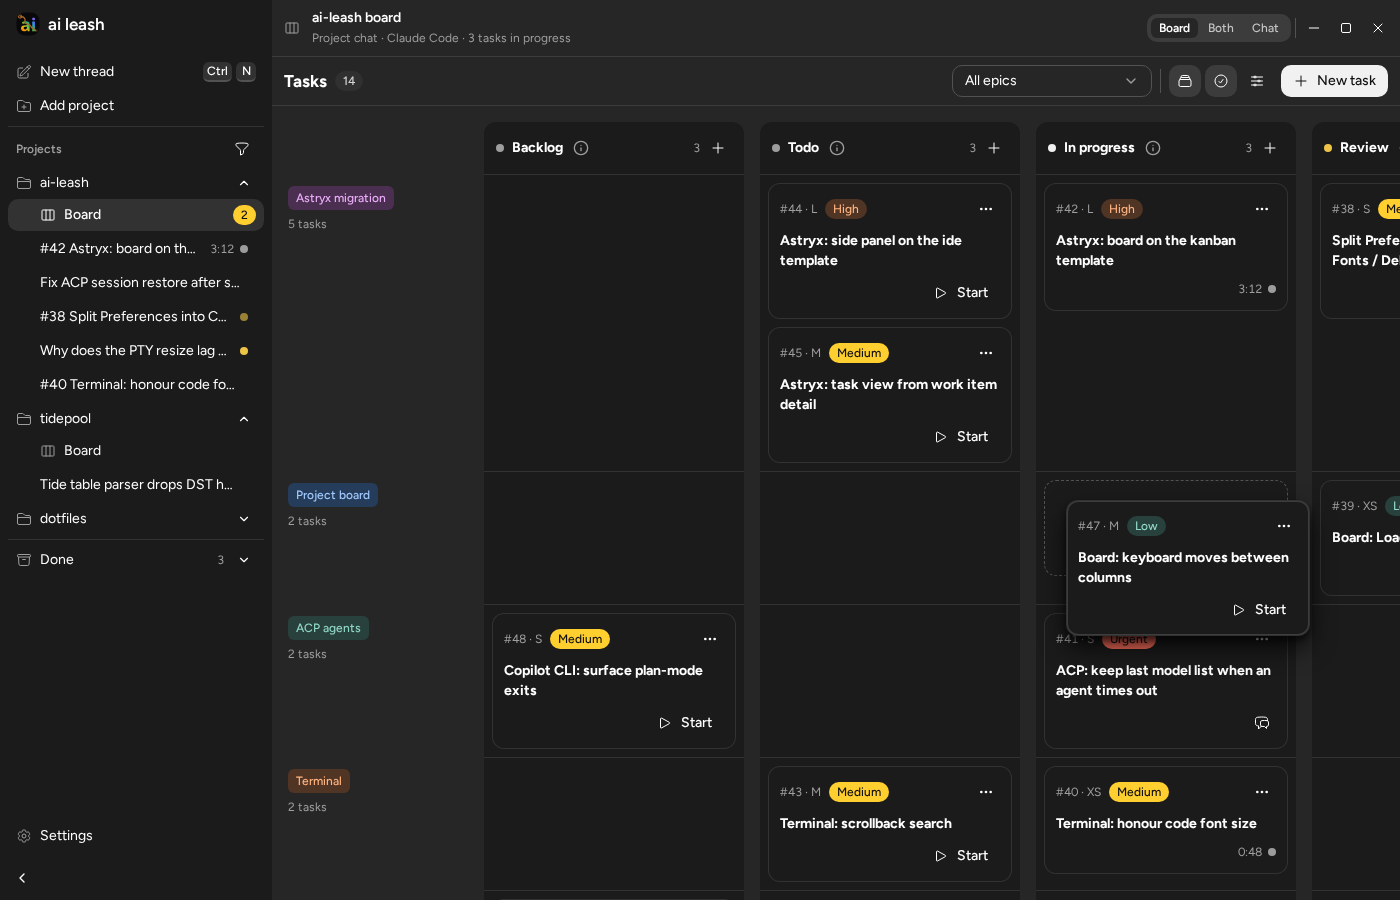 ai leash
New thread
Ctrl N
Add project
Projects
ai-leash
Board
2
#42 Astryx: board on th...
3:12
Fix ACP session restore after s...
#38 Split Preferences into C...
Why does the PTY resize lag ...
#40 Terminal: honour code fo...
tidepool
Board
Tide table parser drops DST h...
dotfiles
Done
3
Settings
ai-leash board
Project chat · Claude Code · 3 tasks in progress
Board
Both
Chat
Tasks
14
All epics
New task
Backlog
3
Todo
3
In progress
3
Review
Astryx migration
5 tasks
#44 · L
High
Astryx: side panel on the ide
template
Start
#42 · L
High
Astryx: board on the kanban
template
3:12
#38 · S
Me
Split Prefe
Fonts / De
#45 · M
Medium
Astryx: task view from work item
detail
Start
Project board
2 tasks
#47 · M
Low
Board: keyboard moves between
columns
Start
#39 · XS
Board: Loa
ACP agents
2 tasks
#48 · S
Medium
Copilot CLI: surface plan-mode
exits
Start
#41 · S
Urgent
ACP: keep last model list when an
agent times out
Terminal
2 tasks
#43 · M
Medium
Terminal: scrollback search
Start
#40 · XS
Medium
Terminal: honour code font size
0:48